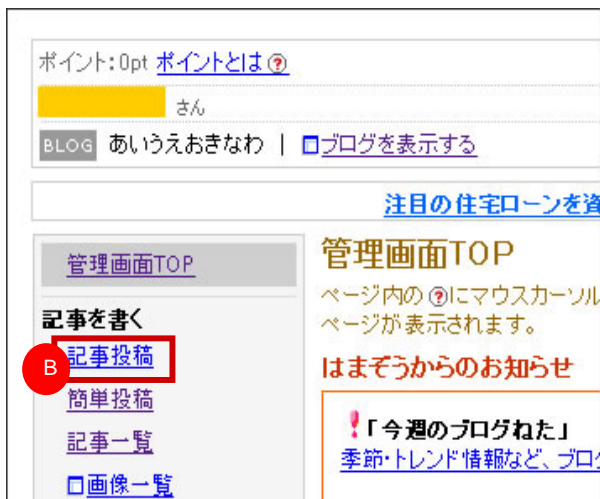 ポイント:0pt ポイントとは?
さん
BLOG あいうえおきなわ | ブログを表示する
注目の住宅ローンを資
管理画面TOP
記事を書く
B 記事投稿
簡単投稿
記事一覧
画像一覧
管理画面TOP
ページ内の?にマウスカーソル
ページが表示されます。
はまぞうからのお知らせ
!「今週のブログねた」
季節・トレンド情報など、ブログ